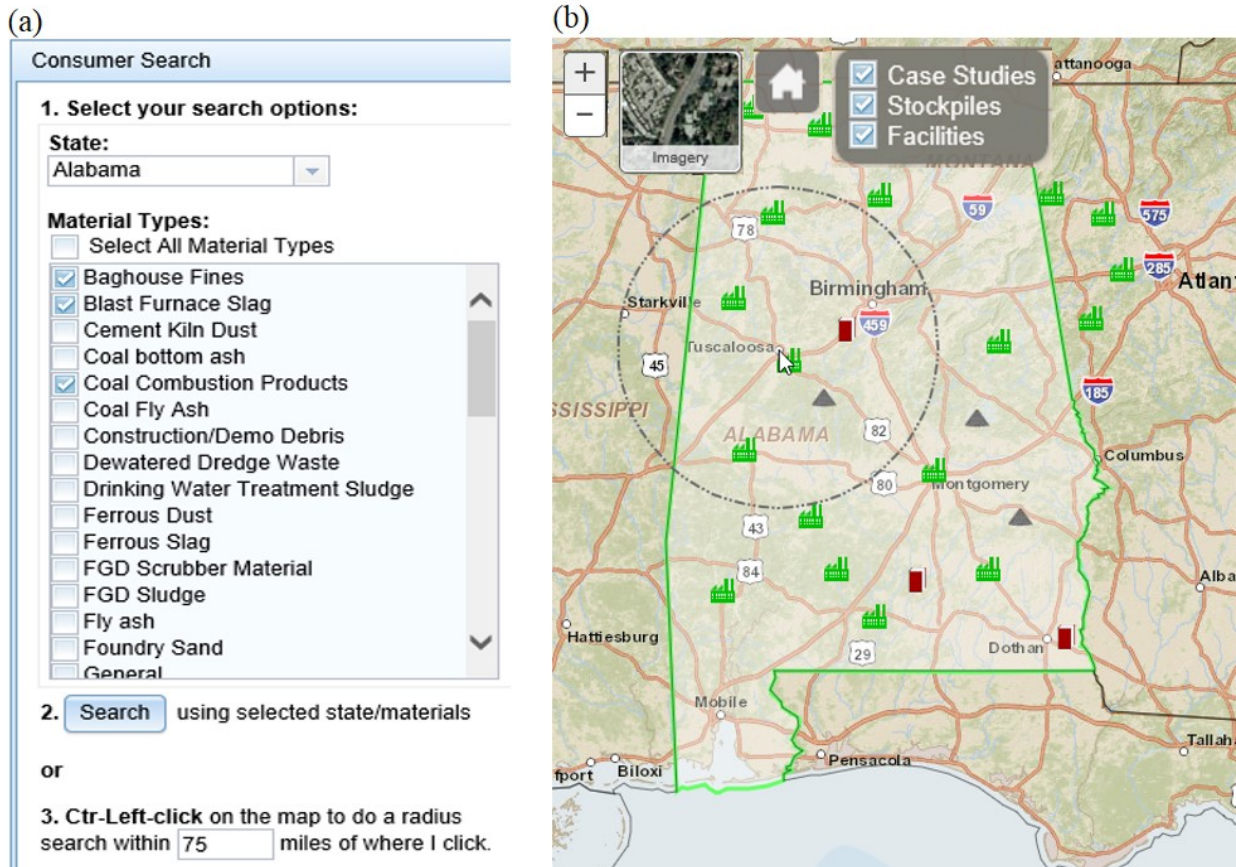 (a)
Consumer Search
1. Select your search options:
State:
Alabama
Material Types:
Select All Material Types
Baghouse Fines
Blast Furnace Slag
Cement Kiln Dust
Coal bottom ash
Coal Combustion Products
Coal Fly Ash
Construction/Demo Debris
Dewatered Dredge Waste
Drinking Water Treatment Sludge
Ferrous Dust
Ferrous Slag
FGD Scrubber Material
FGD Sludge
Fly ash
Foundry Sand
General
2. Search using selected state/materials
or
3. Ctr-Left-click on the map to do a radius
search within 75 miles of where I click.
(b)
+
−
Imagery
Case Studies
Stockpiles
Facilities
attanooga
MONTANA
59
575
78
285
Atlan
Starkville
Birmingham
459
Tuscaloosa
45
185
SSISSIPPI
ALABAMA
82
Columbus
80
Montgomery
43
84
Alba
Hattiesburg
Dothan
29
Mobile
Tallah
fport
Biloxi
Pensacola